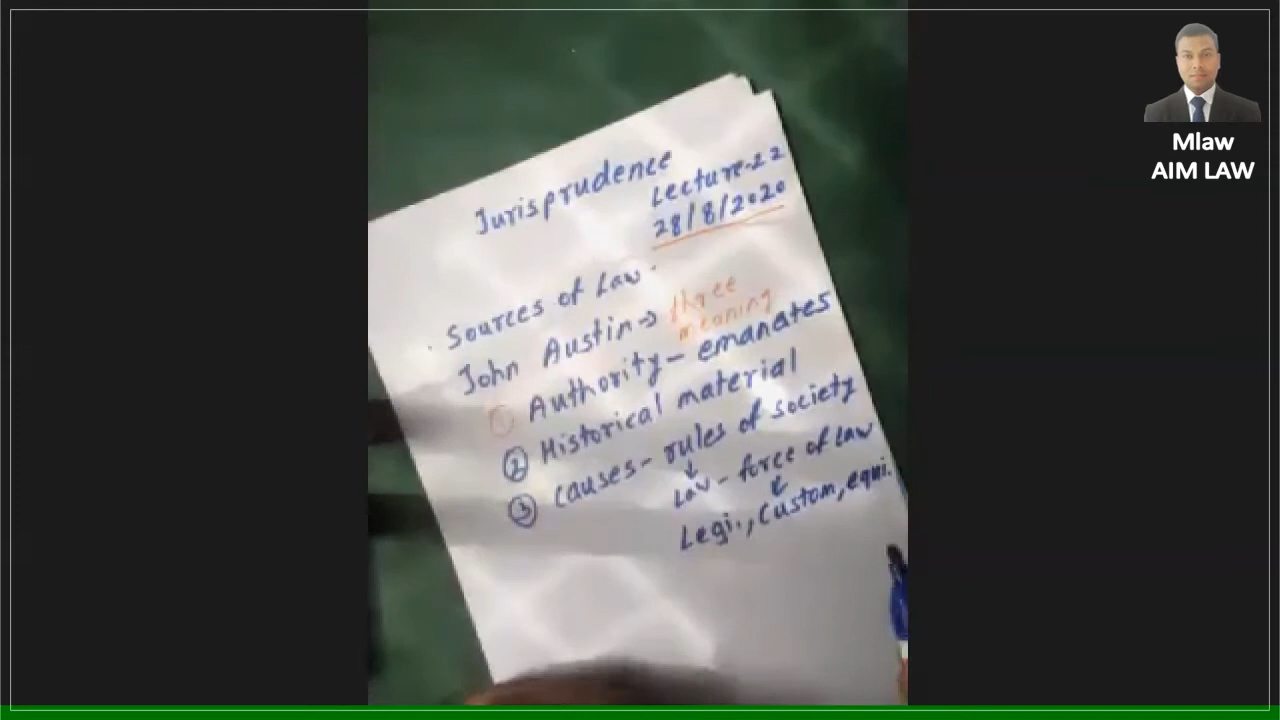 Jurisprudence
Lecture-22
28/8/2020
Sources of Law
John Austin → three meaning
① Authority - emanates
② Historical material
③ causes - rules of society
↓
Law - force of Law
↓
Legi., Custom, equi.
Mlaw
AIM LAW